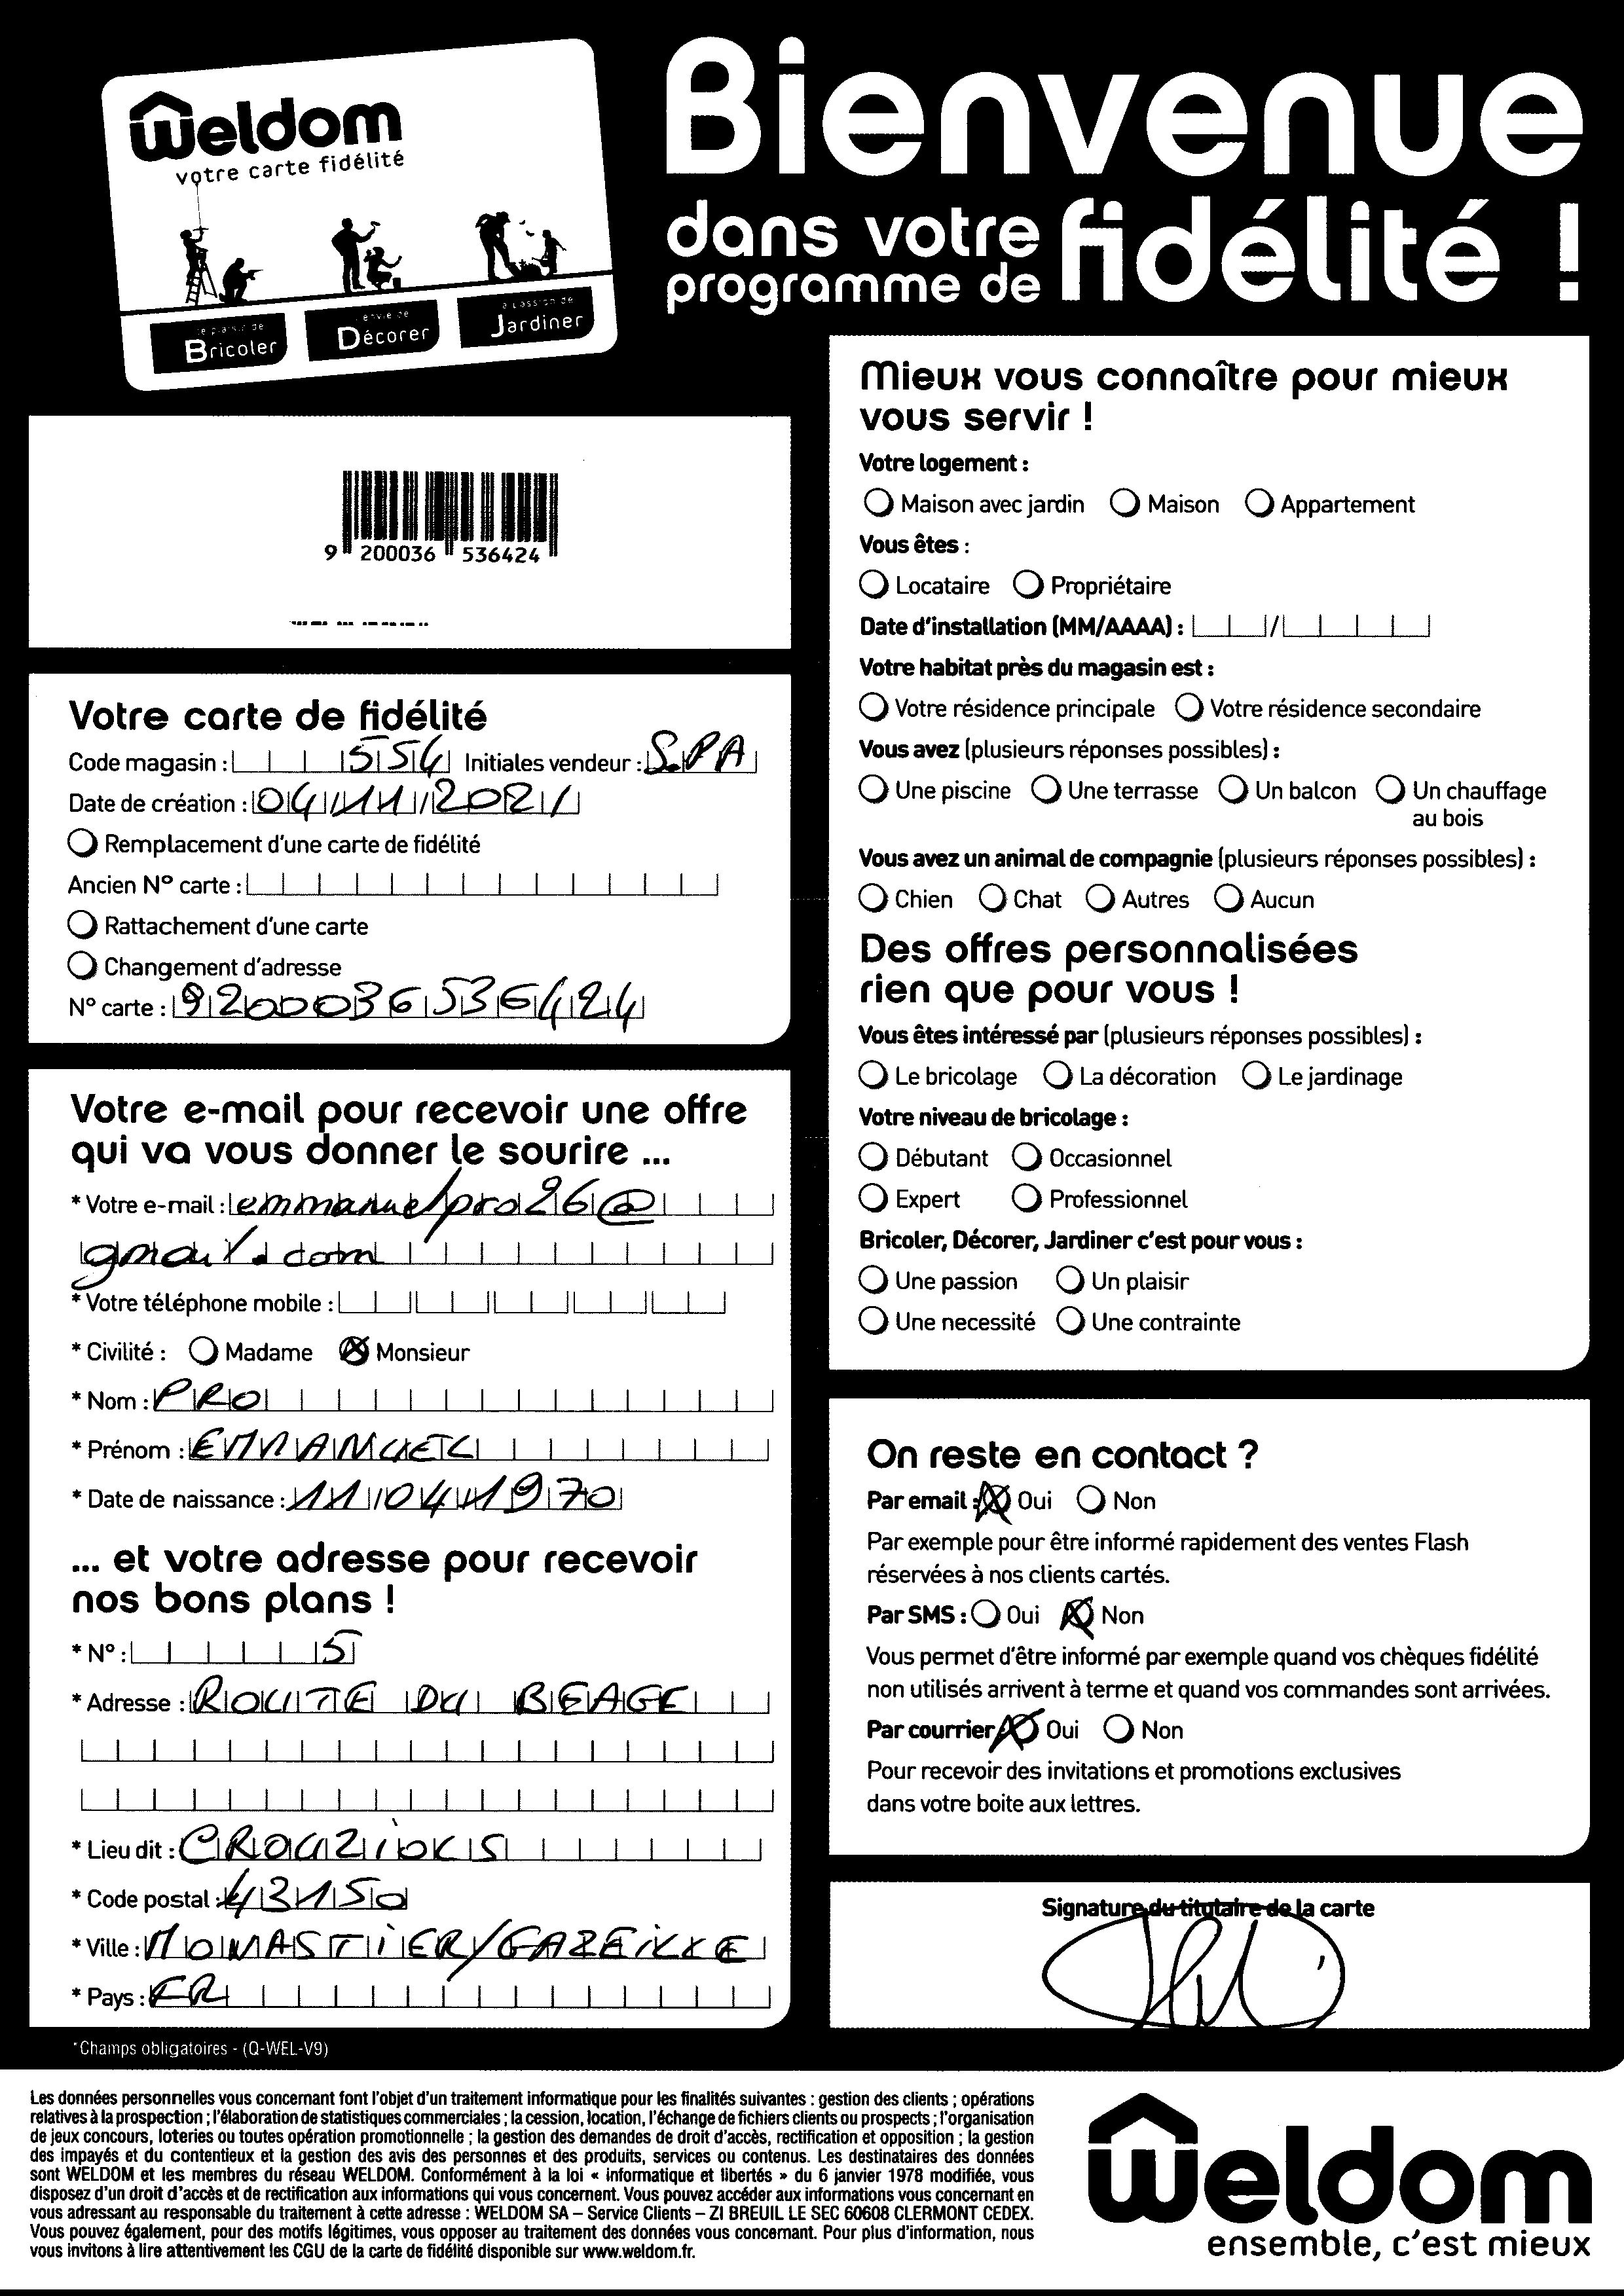 Weldom
votre carte fidélité
Le plaisir de
Bricoler
L'envie de
Décorer
La passion de
Jardiner
Bienvenue
dans votre
programme de fidélité !
9 200036 536424
Votre carte de fidélité
Code magasin : 554 Initiales vendeur : S.PA
Date de création : 04/11/2021
Remplacement d'une carte de fidélité
Ancien N° carte :
Rattachement d'une carte
Changement d'adresse
N° carte : 9200036536424
Votre e-mail pour recevoir une offre
qui va vous donner le sourire ...
* Votre e-mail : emmanuelpro26@
gmail.com
* Votre téléphone mobile :
* Civilité : Madame Monsieur
* Nom : PRO
* Prénom : EMMANUEL
* Date de naissance : 11/04/1970
... et votre adresse pour recevoir
nos bons plans !
* N° : 5
* Adresse : ROUTE DU BEAGE
* Lieu dit : CROUZIOLS
* Code postal : 43150
* Ville : MONASTIER/GAZEILLE
* Pays : FR
*Champs obligatoires - (Q-WEL-V9)
Mieux vous connaître pour mieux
vous servir !
Votre logement :
Maison avec jardin Maison Appartement
Vous êtes :
Locataire Propriétaire
Date d'installation (MM/AAAA) : /
Votre habitat près du magasin est :
Votre résidence principale Votre résidence secondaire
Vous avez (plusieurs réponses possibles) :
Une piscine Une terrasse Un balcon Un chauffage
au bois
Vous avez un animal de compagnie (plusieurs réponses possibles) :
Chien Chat Autres Aucun
Des offres personnalisées
rien que pour vous !
Vous êtes intéressé par (plusieurs réponses possibles) :
Le bricolage La décoration Le jardinage
Votre niveau de bricolage :
Débutant Occasionnel
Expert Professionnel
Bricoler, Décorer, Jardiner c'est pour vous :
Une passion Un plaisir
Une necessité Une contrainte
On reste en contact ?
Par email : Oui Non
Par exemple pour être informé rapidement des ventes Flash
réservées à nos clients cartés.
Par SMS : Oui Non
Vous permet d'être informé par exemple quand vos chèques fidélité
non utilisés arrivent à terme et quand vos commandes sont arrivées.
Par courrier Oui Non
Pour recevoir des invitations et promotions exclusives
dans votre boite aux lettres.
Signature du titulaire de la carte
Les données personnelles vous concernant font l'objet d'un traitement informatique pour les finalités suivantes : gestion des clients ; opérations
relatives à la prospection ; l'élaboration de statistiques commerciales ; la cession, location, l'échange de fichiers clients ou prospects ; l'organisation
de jeux concours, loteries ou toutes opération promotionnelle ; la gestion des demandes de droit d'accès, rectification et opposition ; la gestion
des impayés et du contentieux et la gestion des avis des personnes et des produits, services ou contenus. Les destinataires des données
sont WELDOM et les membres du réseau WELDOM. Conformément à la loi « informatique et libertés » du 6 janvier 1978 modifiée, vous
disposez d'un droit d'accès et de rectification aux informations qui vous concernent. Vous pouvez accéder aux informations vous concernant en
vous adressant au responsable du traitement à cette adresse : WELDOM SA – Service Clients – ZI BREUIL LE SEC 60608 CLERMONT CEDEX.
Vous pouvez également, pour des motifs légitimes, vous opposer au traitement des données vous concernant. Pour plus d'information, nous
vous invitons à lire attentivement les CGU de la carte de fidélité disponible sur www.weldom.fr.
Weldom
ensemble, c'est mieux